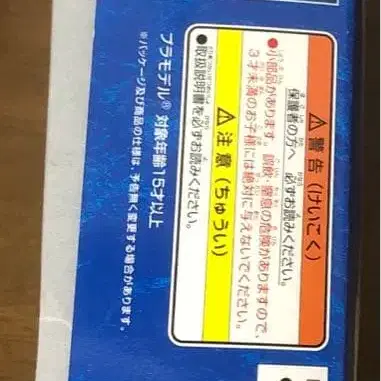 ⚠警告(けいこく)
保護者の方へ 必ずお読みください。
●小部品があります。誤飲・窒息の危険がありますので、
3才未満のお子様には絶対に与えないでください。
⚠注意(ちゅうい)
●取扱説明書を必ずお読みください。
プラモデル® 対象年齢15才以上
※パッケージ及び商品の仕様は、予告無く変更する場合があります。